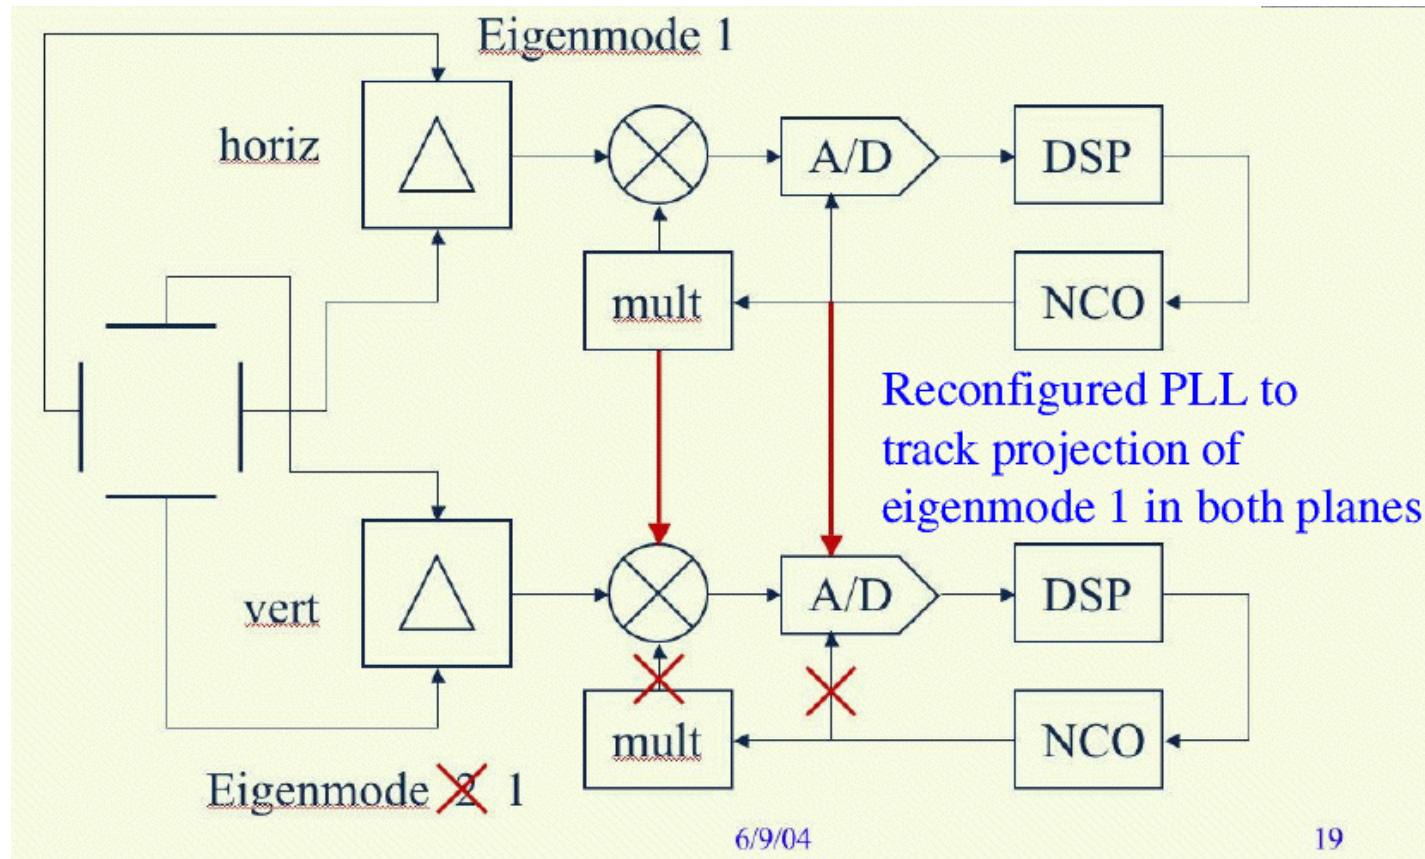 Eigenmode 1
horiz
A/D
DSP
mult
NCO
Reconfigured PLL to
track projection of
eigenmode 1 in both planes
vert
A/D
DSP
mult
NCO
Eigenmode 2 1
6/9/04
19